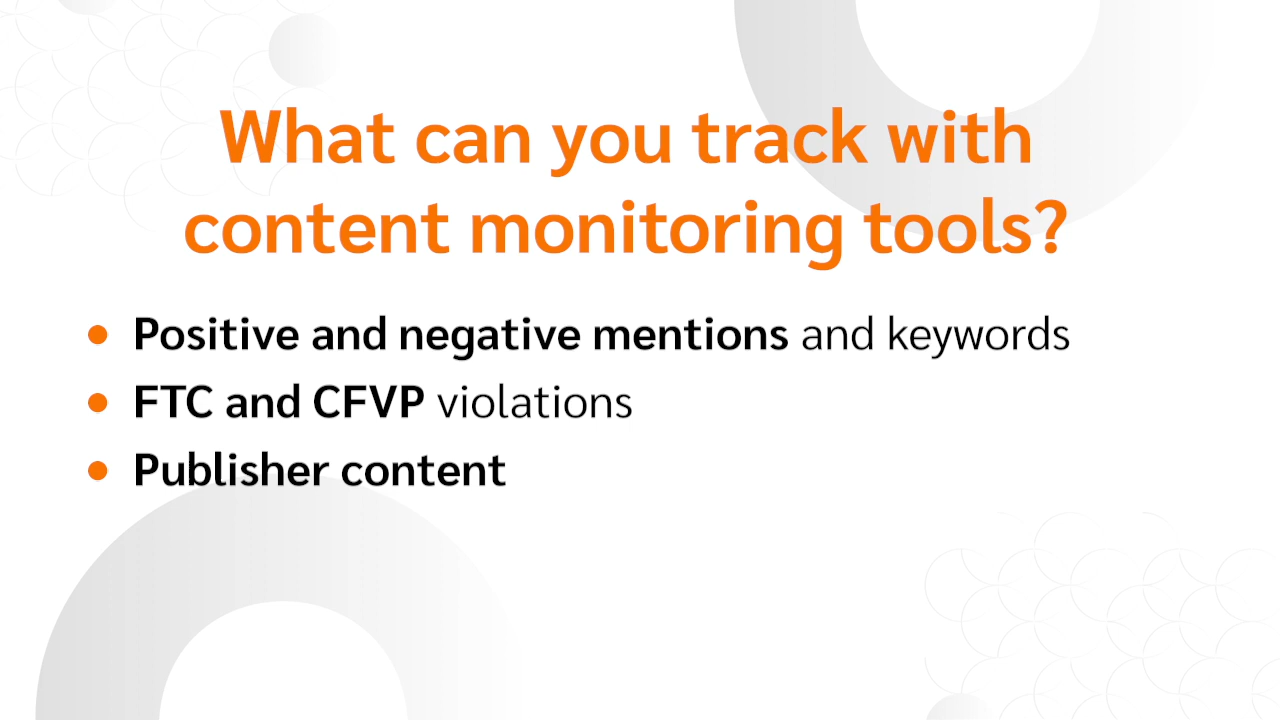 What can you track with
content monitoring tools?
Positive and negative mentions and keywords
FTC and CFVP violations
Publisher content